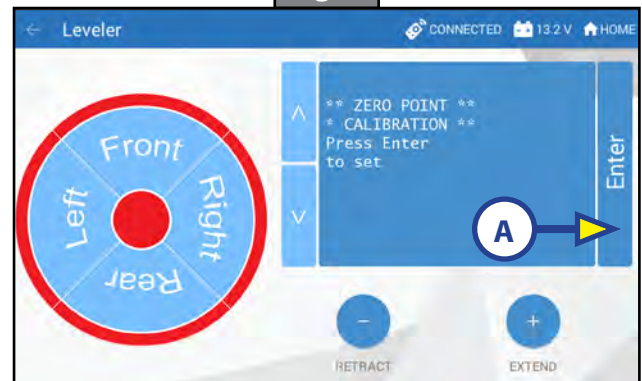 ← Leveler CONNECTED 13.2 V HOME
Front
Left
Right
Rear
** ZERO POINT **
* CALIBRATION **
Press Enter
to set
Enter
A
RETRACT
EXTEND